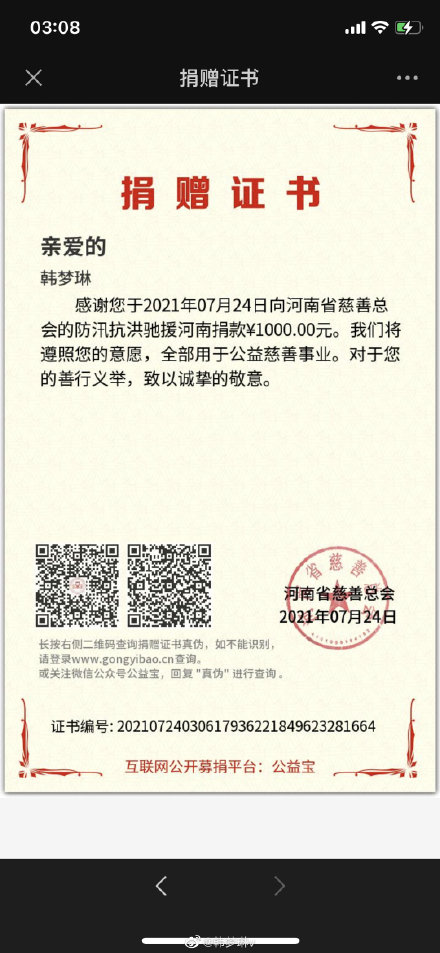 03:08
捐赠证书
捐赠证书
亲爱的
韩梦琳
感谢您于2021年07月24日向河南省慈善总
会的防汛抗洪驰援河南捐款¥1000.00元。我们将
遵照您的意愿，全部用于公益慈善事业。对于您
的善行义举，致以诚挚的敬意。
省慈善
河南省慈善总会
2021年07月24日
长按右侧二维码查询捐赠证书真伪，如不能识别，
请登录www.gongyibao.cn查询。
或关注微信公众号公益宝，回复"真伪"进行查询。
证书编号: 20210724030617936221849623281664
互联网公开募捐平台：公益宝
@韩梦琳v